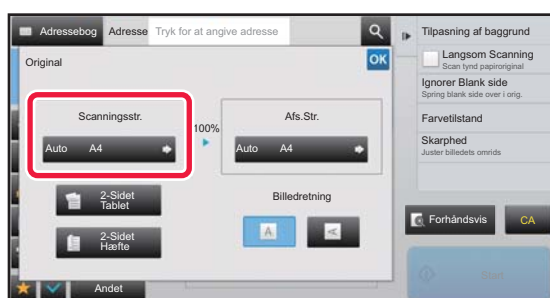 Adressebog
Adresse
Tryk for at angive adresse
Original
OK
Scanningsstr.
Auto A4
100%
Afs.Str.
Auto A4
2-Sidet
Tablet
2-Sidet
Hæfte
Billedretning
A
A
Andet
Tilpasning af baggrund
Langsom Scanning
Scan tynd papiroriginal
Ignorer Blank side
Spring blank side over i orig.
Farvetilstand
Skarphed
Juster billedets omrids
Forhåndsvis
CA
Start